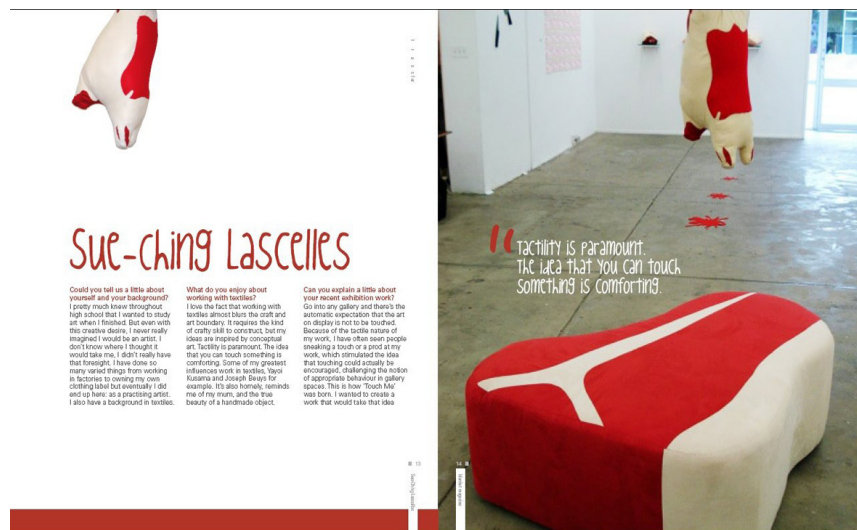 Sue-ching Lascelles
Could you tell us a little about
yourself and your background?
I pretty much knew throughout
high school that I wanted to study
art when I finished. But even with
this creative desire, I never really
imagined I would be an artist. I
don't know where I thought it
would take me, I didn't really have
that foresight. I have done so
many varied things from working
in factories to owning my own
clothing label but eventually I did
end up here: as a practising artist.
I also have a background in textiles.
What do you enjoy about
working with textiles?
I love the fact that working with
textiles almost blurs the craft and
art boundary. It requires the kind
of crafty skill to construct, but my
ideas are inspired by conceptual
art. Tactility is paramount. The idea
that you can touch something is
comforting. Some of my greatest
influences work in textiles, Yayoi
Kusama and Joseph Beuys for
example. It's also homely, reminds
me of my mum, and the true
beauty of a handmade object.
Can you explain a little about
your recent exhibition work?
Go into any gallery and there's the
automatic expectation that the art
on display is not to be touched.
Because of the tactile nature of
my work, I have often seen people
sneaking a touch or a prod at my
work, which stimulated the idea
that touching could actually be
encouraged, challenging the notion
of appropriate behaviour in gallery
spaces. This is how 'Touch Me'
was born. I wanted to create a
work that would take that idea
13
"Tactility is paramount.
The idea that you can touch
something is comforting.
14